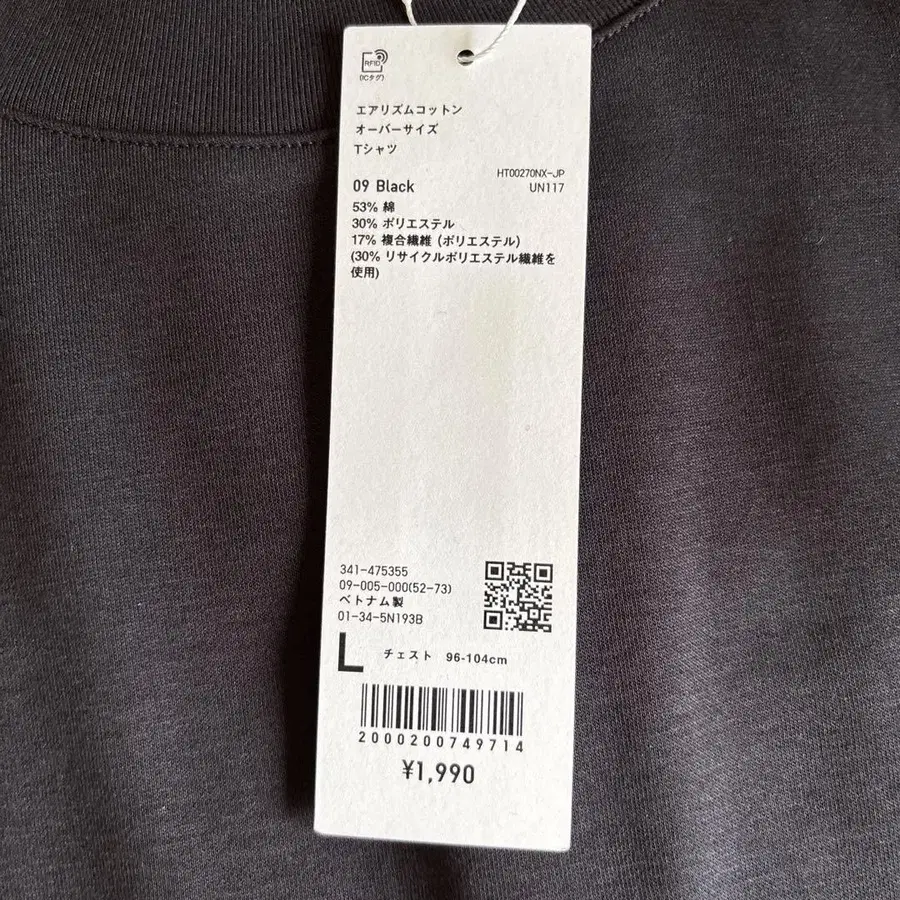 RFID
(ICタグ)
エアリズムコットン
オーバーサイズ
Tシャツ
HT00270NX-JP
09 Black UN117
53% 綿
30% ポリエステル
17% 複合繊維 (ポリエステル)
(30% リサイクルポリエステル繊維を
使用)
341-475355
09-005-000(52-73)
ベトナム製
01-34-5N193B
L チェスト 96-104cm
2000200749714
¥1,990